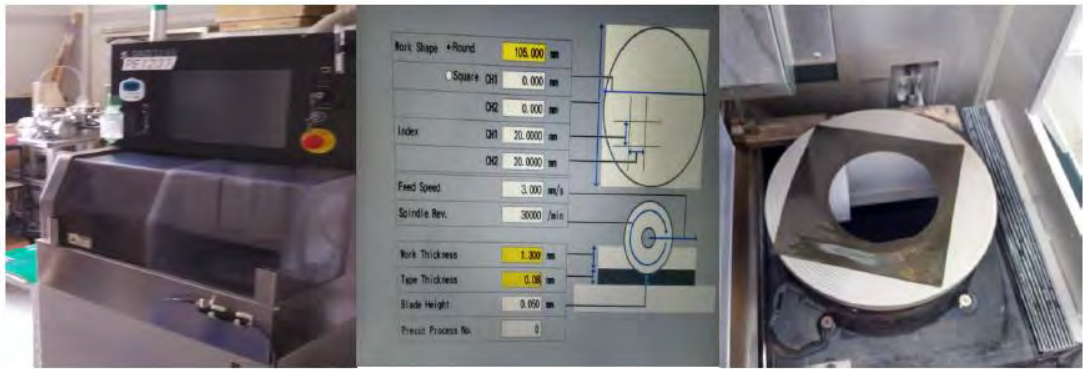 PE1207
Work Shape •Round 105.000 mm
○Square CH1 0.000 mm
CH2 0.000 mm
Index CH1 20.0000 mm
CH2 20.0000 mm
Feed Speed 3.000 mm/s
Spindle Rev. 30000 /min
Work Thickness 1.300 mm
Tape Thickness 0.08 mm
Blade Height 0.050 mm
Process No. 0